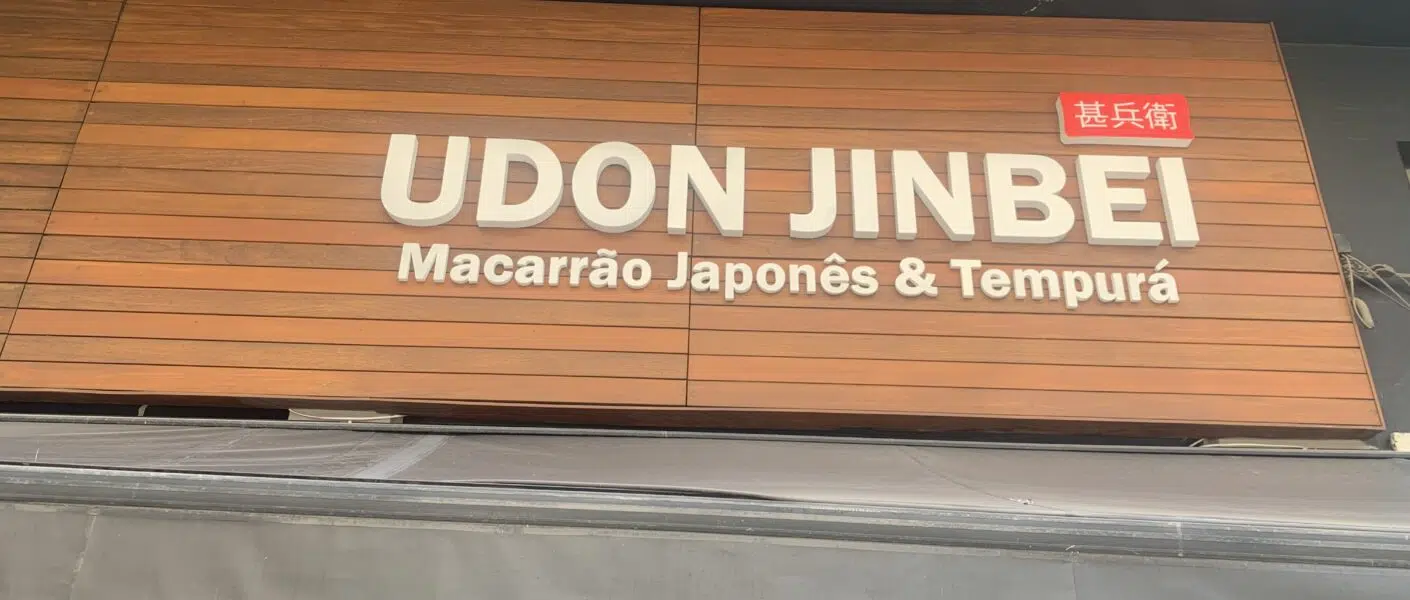 甚兵衛
UDON JINBEI
Macarrão Japonês & Tempurá